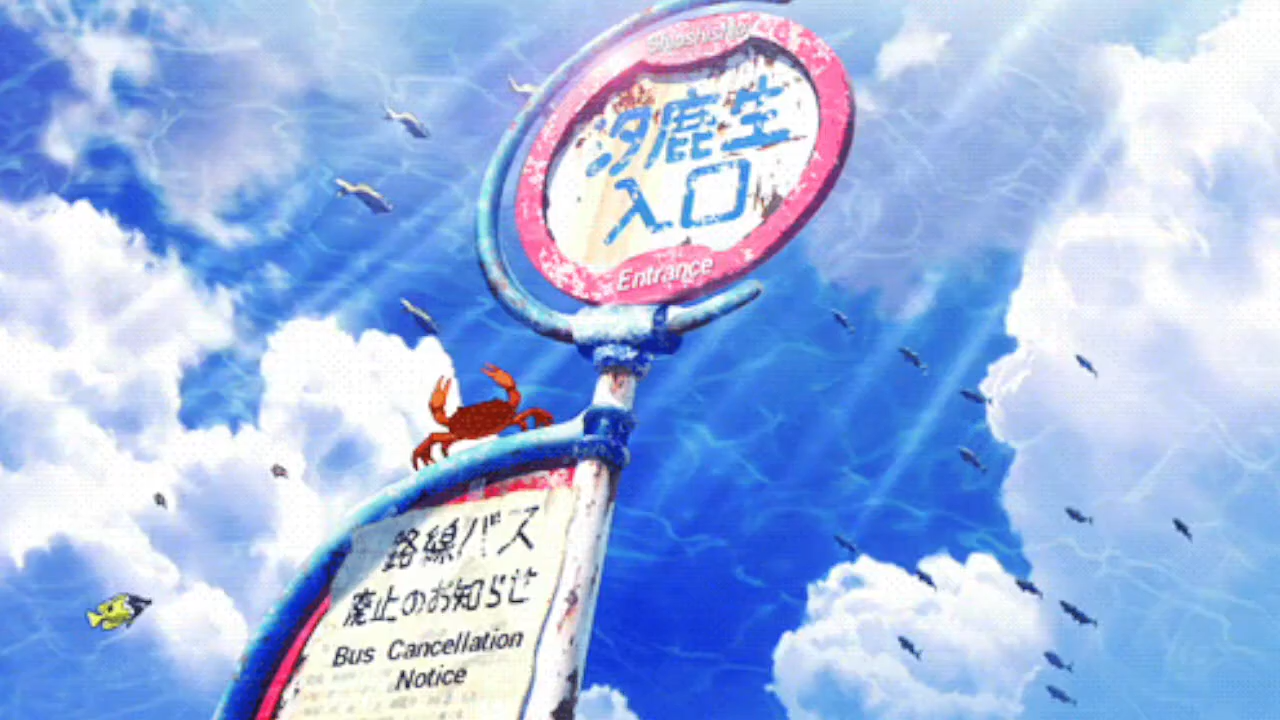 Shioshishio
汐鹿生
入口
Entrance
路線バス
廃止のお知らせ
Bus Cancellation
Notice